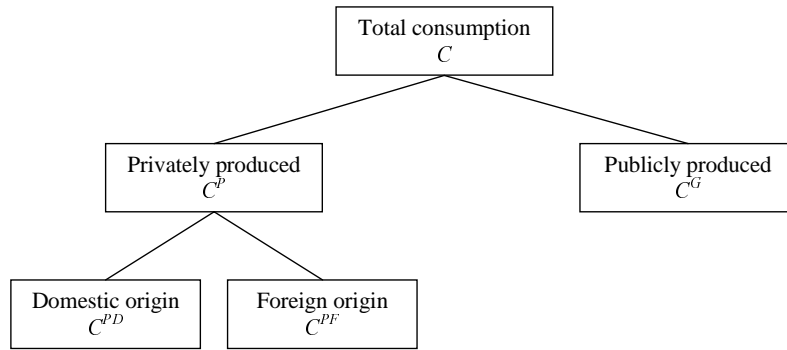 Total consumption
C
Privately produced
C^P
Publicly produced
C^G
Domestic origin
C^PD
Foreign origin
C^PF